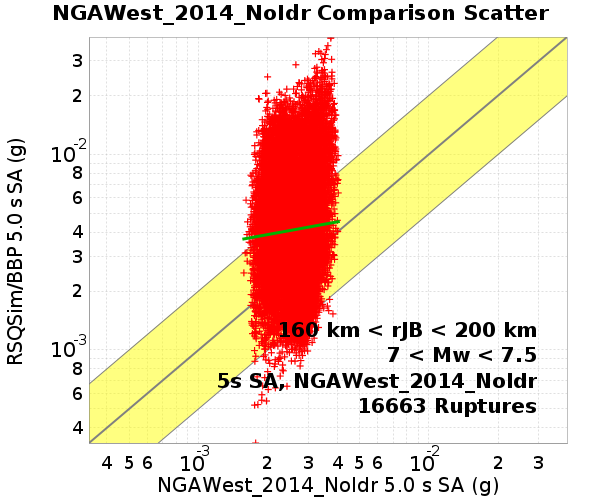 NGAWest_2014_NoIdr Comparison Scatter
3
2
10-2
8
6
4
3
2
10-3
8
6
4
RSQSim/BBP 5.0 s SA (g)
160 km < rJB < 200 km
7 < Mw < 7.5
5s SA, NGAWest_2014_NoIdr
16663 Ruptures
4 5 6 10-3 2 3 4 5 6 10-2 2 3
NGAWest_2014_NoIdr 5.0 s SA (g)